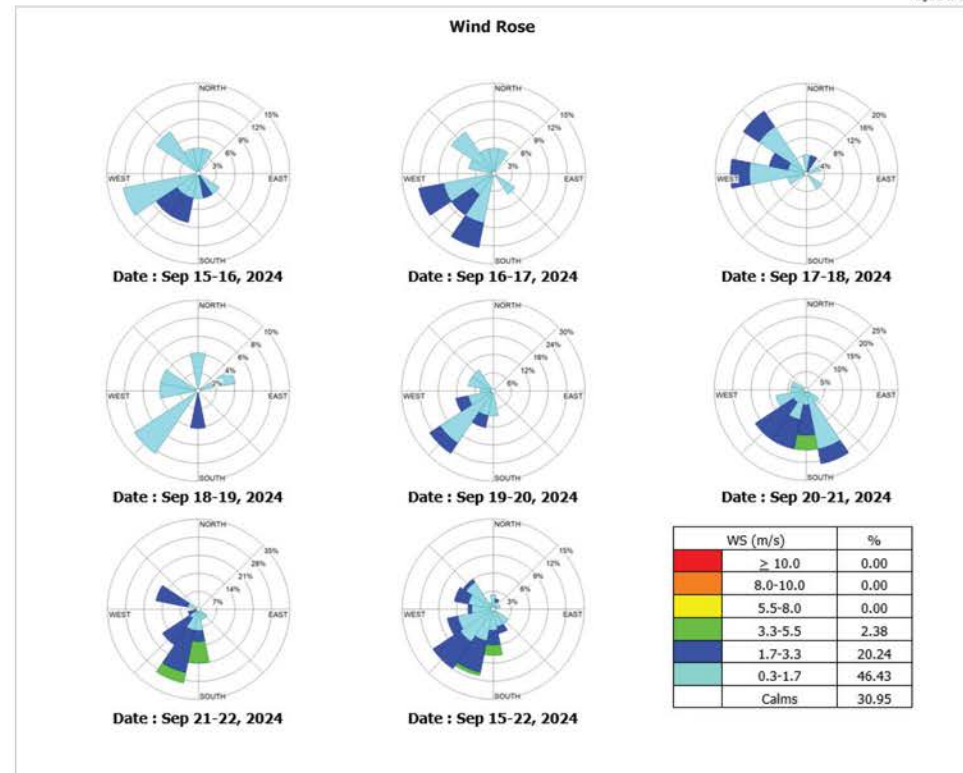 Wind Rose
NORTH
15%
12%
9%
6%
3%
WEST
EAST
SOUTH
Date : Sep 15-16, 2024
NORTH
15%
12%
9%
6%
3%
WEST
EAST
SOUTH
Date : Sep 16-17, 2024
NORTH
20%
16%
12%
8%
4%
WEST
EAST
SOUTH
Date : Sep 17-18, 2024
NORTH
10%
8%
6%
4%
2%
WEST
EAST
SOUTH
Date : Sep 18-19, 2024
NORTH
30%
24%
18%
12%
6%
WEST
EAST
SOUTH
Date : Sep 19-20, 2024
NORTH
25%
20%
15%
10%
5%
WEST
EAST
SOUTH
Date : Sep 20-21, 2024
NORTH
35%
28%
21%
14%
7%
WEST
EAST
SOUTH
Date : Sep 21-22, 2024
NORTH
15%
12%
9%
6%
3%
WEST
EAST
SOUTH
Date : Sep 15-22, 2024
WS (m/s) %
≥ 10.0 0.00
8.0-10.0 0.00
5.5-8.0 0.00
3.3-5.5 2.38
1.7-3.3 20.24
0.3-1.7 46.43
Calms 30.95